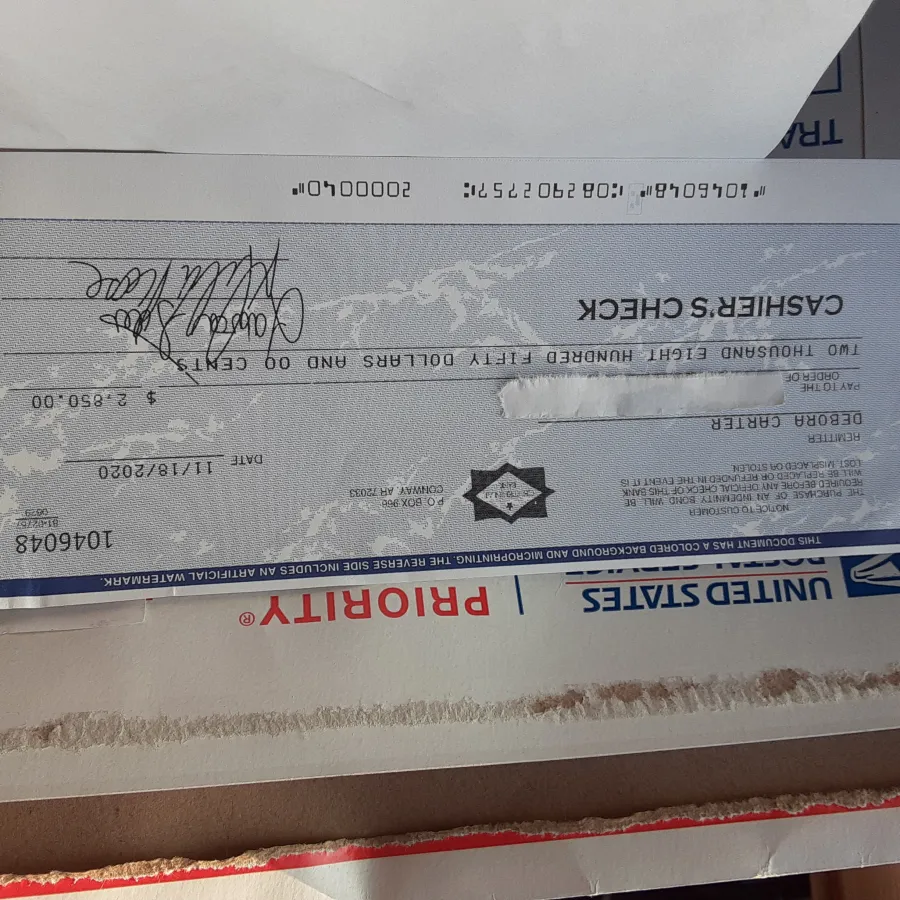 UNITED STATES
POSTAL SERVICE
PRIORITY®
THIS DOCUMENT HAS A COLORED BACKGROUND AND MICROPRINTING. THE REVERSE SIDE INCLUDES AN ARTIFICIAL WATERMARK.
1046048
0829
NOTICE TO CUSTOMER
THE PURCHASE OF AN INDEMNITY BOND WILL BE
REQUIRED BEFORE ANY OFFICIAL CHECK OF THIS BANK
WILL BE REPLACED OR REFUNDED IN THE EVENT IT IS
LOST, MISPLACED OR STOLEN.
P.O. BOX 966
CONWAY, AR 72033
DATE 11/18/2020
REMITTER
DEBORA CARTER
PAY TO THE
ORDER OF
$ 2,850.00
TWO THOUSAND EIGHT HUNDRED FIFTY DOLLARS AND 00 CENTS
CASHIER'S CHECK
⑈1046048⑈ ⑆082902757⑆ 2000040⑈
TRA